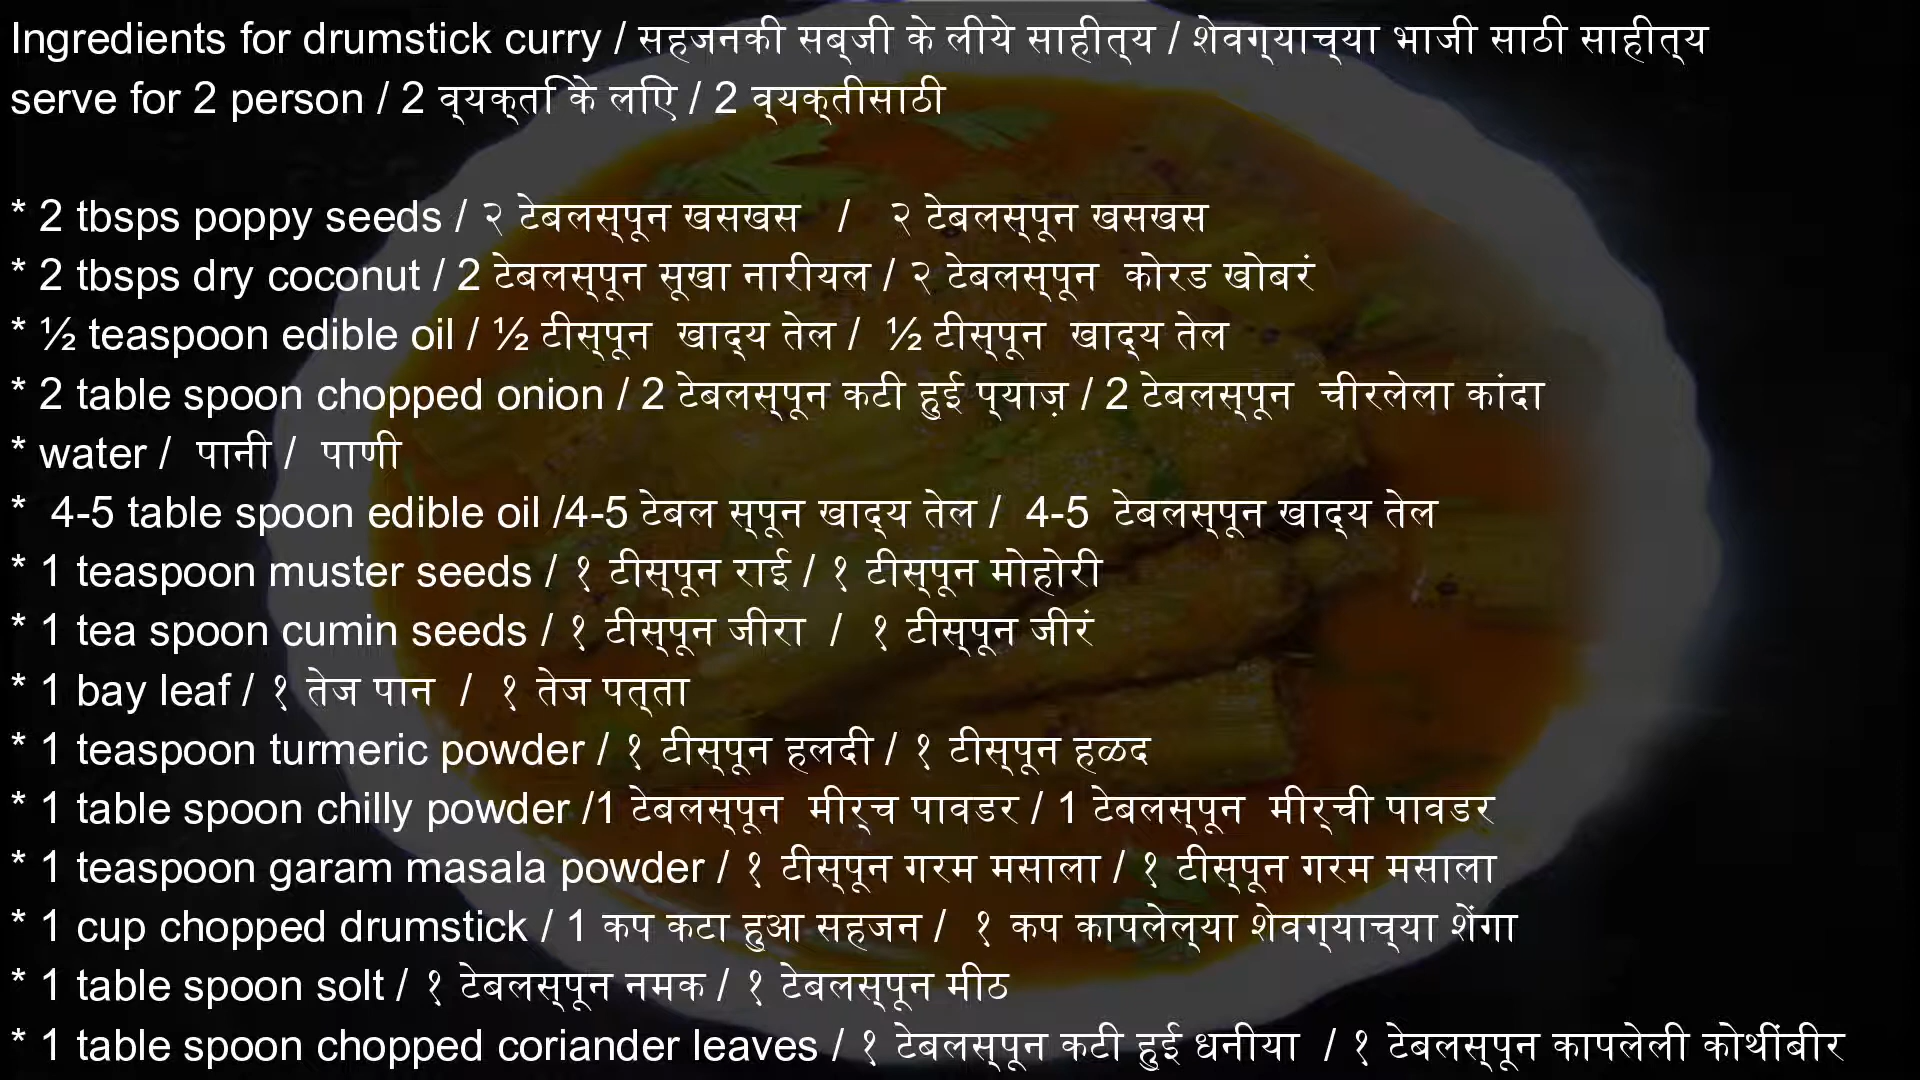 Ingredients for drumstick curry / सहजनकी सब्जी के लीये साहीत्य / शेवग्याच्या भाजी साठी साहीत्य
serve for 2 person / 2 व्यक्ति के लिए / 2 व्यक्तीसाठी
* 2 tbsps poppy seeds / २ टेबलस्पून खसखस / २ टेबलस्पून खसखस
* 2 tbsps dry coconut / 2 टेबलस्पून सूखा नारीयल / २ टेबलस्पून कोरड खोबरं
* ½ teaspoon edible oil / ½ टीस्पून खाद्य तेल / ½ टीस्पून खाद्य तेल
* 2 table spoon chopped onion / 2 टेबलस्पून कटी हुई प्याज़ / 2 टेबलस्पून चीरलेला कांदा
* water / पानी / पाणी
* 4-5 table spoon edible oil /4-5 टेबल स्पून खाद्य तेल / 4-5 टेबलस्पून खाद्य तेल
* 1 teaspoon muster seeds / १ टीस्पून राई / १ टीस्पून मोहोरी
* 1 tea spoon cumin seeds / १ टीस्पून जीरा / १ टीस्पून जीरं
* 1 bay leaf / १ तेज पान / १ तेज पत्ता
* 1 teaspoon turmeric powder / १ टीस्पून हलदी / १ टीस्पून हळद
* 1 table spoon chilly powder /1 टेबलस्पून मीर्च पावडर / 1 टेबलस्पून मीर्ची पावडर
* 1 teaspoon garam masala powder / १ टीस्पून गरम मसाला / १ टीस्पून गरम मसाला
* 1 cup chopped drumstick / 1 कप कटा हुआ सहजन / १ कप कापलेल्या शेवग्याच्या शेंगा
* 1 table spoon solt / १ टेबलस्पून नमक / १ टेबलस्पून मीठ
* 1 table spoon chopped coriander leaves / १ टेबलस्पून कटी हुई धनीया / १ टेबलस्पून कापलेली कोथींबीर